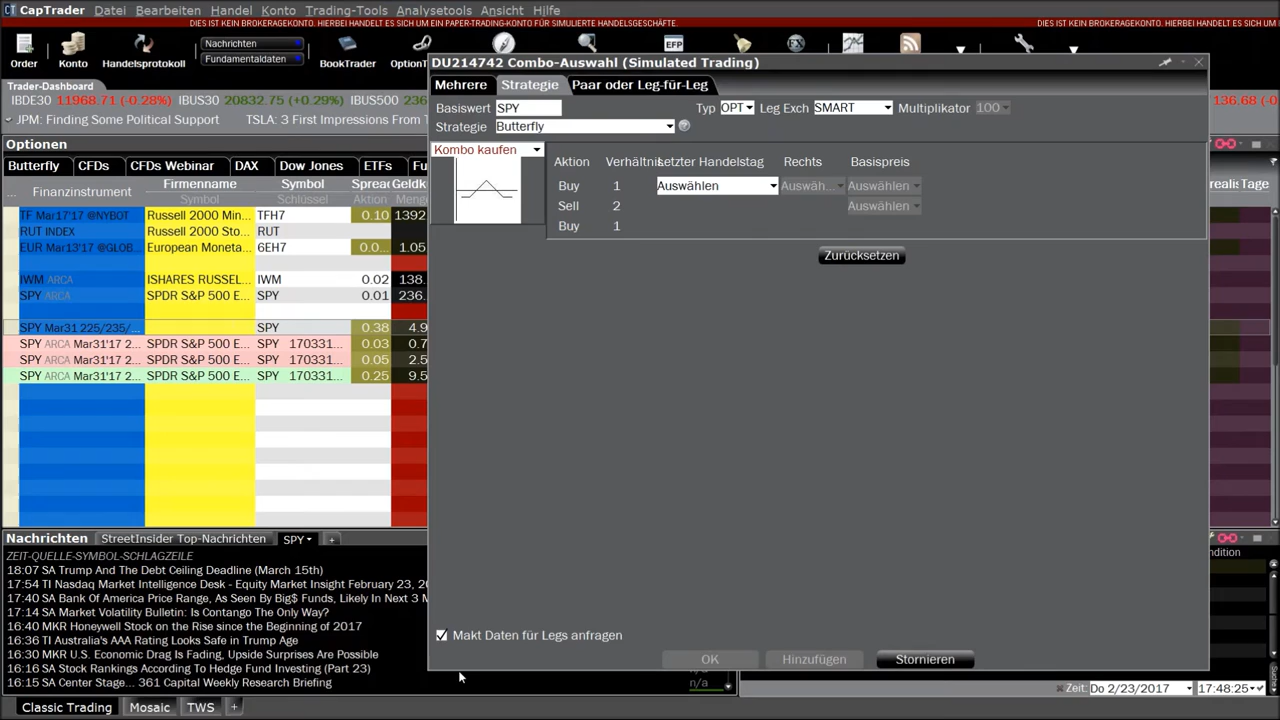 CT CapTrader Datei Bearbeiten Handel Konto Trading-Tools Analysetools Ansicht Hilfe
DIES IST KEIN BROKERAGEKONTO. HIERBEI HANDELT ES SICH UM EIN PAPER-TRADING-KONTO FÜR SIMULIERTE HANDELSGESCHÄFTE.
DIES IST KEIN BROKERAGEKONTO. HIERBEI HANDELT ES
Order Konto Handelsprotokoll
Nachrichten
Fundamentaldaten
BookTrader OptionT
EFP
FX
Trader-Dashboard
IBDE30 11968.71 (-0.28%) IBUS30 20832.75 (+0.29%) IBUS500 236
136.68 (-0.3
JPM: Finding Some Political Support TSLA: 3 First Impressions From T
Optionen
Butterfly CFDs CFDs Webinar DAX Dow Jones ETFs Fu
... Finanzinstrument Firmenname Symbol Sprea Geldk
Symbol Schlüssel Aktion Meng
TF Mar17'17 @NYBOT Russell 2000 Min... TFH7 0.10 1392
RUT INDEX Russell 2000 Sto... RUT
EUR Mar13'17 @GLOB European Moneta... 6EH7 0.0... 1.05
IWM ARCA ISHARES RUSSEL... IWM 0.02 138.
SPY ARCA SPDR S&P 500 E... SPY 0.01 236.
SPY Mar31 225/235/... SPY 0.38 4.9
SPY ARCA Mar31'17 2... SPDR S&P 500 E... SPY 170331... 0.03 0.7
SPY ARCA Mar31'17 2... SPDR S&P 500 E... SPY 170331... 0.05 2.5
SPY ARCA Mar31'17 2... SPDR S&P 500 E... SPY 170331... 0.25 9.5
DU214742 Combo-Auswahl (Simulated Trading)
Mehrere Strategie Paar oder Leg-für-Leg
Basiswert SPY Typ OPT Leg Exch SMART Multiplikator 100
Strategie Butterfly
Kombo kaufen
Aktion Verhältnis Letzter Handelstag Rechts Basispreis
Buy 1 Auswählen Auswäh... Auswählen
Sell 2 Auswählen
Buy 1
Zurücksetzen
Makt Daten für Legs anfragen
OK Hinzufügen Stornieren
realis Tage
Nachrichten StreetInsider Top-Nachrichten SPY +
ZEIT-QUELLE-SYMBOL-SCHLAGZEILE
18:07 SA Trump And The Debt Ceiling Deadline (March 15th)
17:54 TI Nasdaq Market Intelligence Desk - Equity Market Insight February 23, 20
17:40 SA Bank Of America Price Range, As Seen By Big$ Funds, Likely In Next 3 M
17:14 SA Market Volatility Bulletin: Is Contango The Only Way?
16:40 MKR Honeywell Stock on the Rise since the Beginning of 2017
16:36 TI Australia's AAA Rating Looks Safe in Trump Age
16:30 MKR U.S. Economic Drag Is Fading, Upside Surprises Are Possible
16:16 SA Stock Rankings According To Hedge Fund Investing (Part 23)
16:15 SA Center Stage... 361 Capital Weekly Research Briefing
n/a
ndition
Suche
Zeit: Do 2/23/2017 17:48:25
Classic Trading Mosaic TWS +